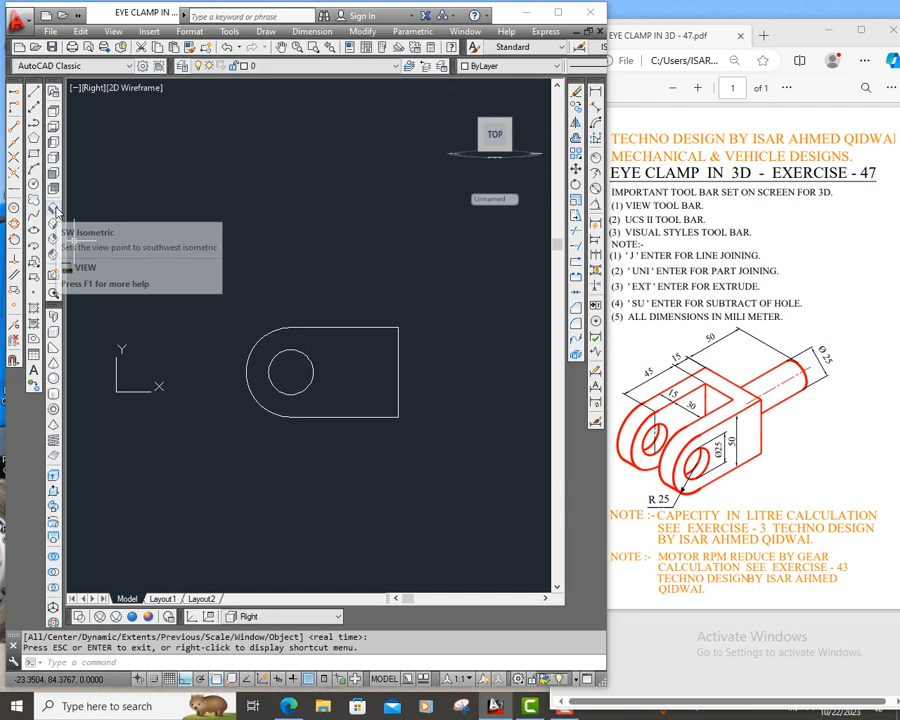 EYE CLAMP IN ...
Type a keyword or phrase
Sign In
File Edit View Insert Format Tools Draw Dimension Modify Parametric Window Help Express
Standard
IS
AutoCAD Classic
0
ByLayer
[−][Right][2D Wireframe]
TOP
Unnamed
SW Isometric
Sets the view point to southwest isometric
VIEW
Press F1 for more help
Y
X
Model Layout1 Layout2
Right
[All/Center/Dynamic/Extents/Previous/Scale/Window/Object] <real time>:
Press ESC or ENTER to exit, or right-click to display shortcut menu.
Type a command
-23.3504, 84.3767, 0.0000
MODEL
1:1
EYE CLAMP IN 3D - 47.pdf
File
C:/Users/ISAR...
1 of 1
TECHNO DESIGN BY ISAR AHMED QIDWAI
MECHANICAL & VEHICLE DESIGNS.
EYE CLAMP IN 3D - EXERCISE - 47
IMPORTANT TOOL BAR SET ON SCREEN FOR 3D.
(1) VIEW TOOL BAR.
(2) UCS II TOOL BAR.
(3) VISUAL STYLES TOOL BAR.
NOTE:-
(1) ' J ' ENTER FOR LINE JOINING.
(2) ' UNI ' ENTER FOR PART JOINING.
(3) ' EXT ' ENTER FOR EXTRUDE.
(4) ' SU ' ENTER FOR SUBTRACT OF HOLE.
(5) ALL DIMENSIONS IN MILI METER.
50
15
Ø 25
45
15
30
Ø25
50
R 25
NOTE :- CAPECITY IN LITRE CALCULATION
SEE EXERCISE - 3 TECHNO DESIGN
BY ISAR AHMED QIDWAI.
NOTE :- MOTOR RPM REDUCE BY GEAR
CALCULATION SEE EXERCISE - 43
TECHNO DESIGN BY ISAR AHMED
QIDWAI.
Activate Windows
Go to Settings to activate Windows.
Type here to search
10/22/2023